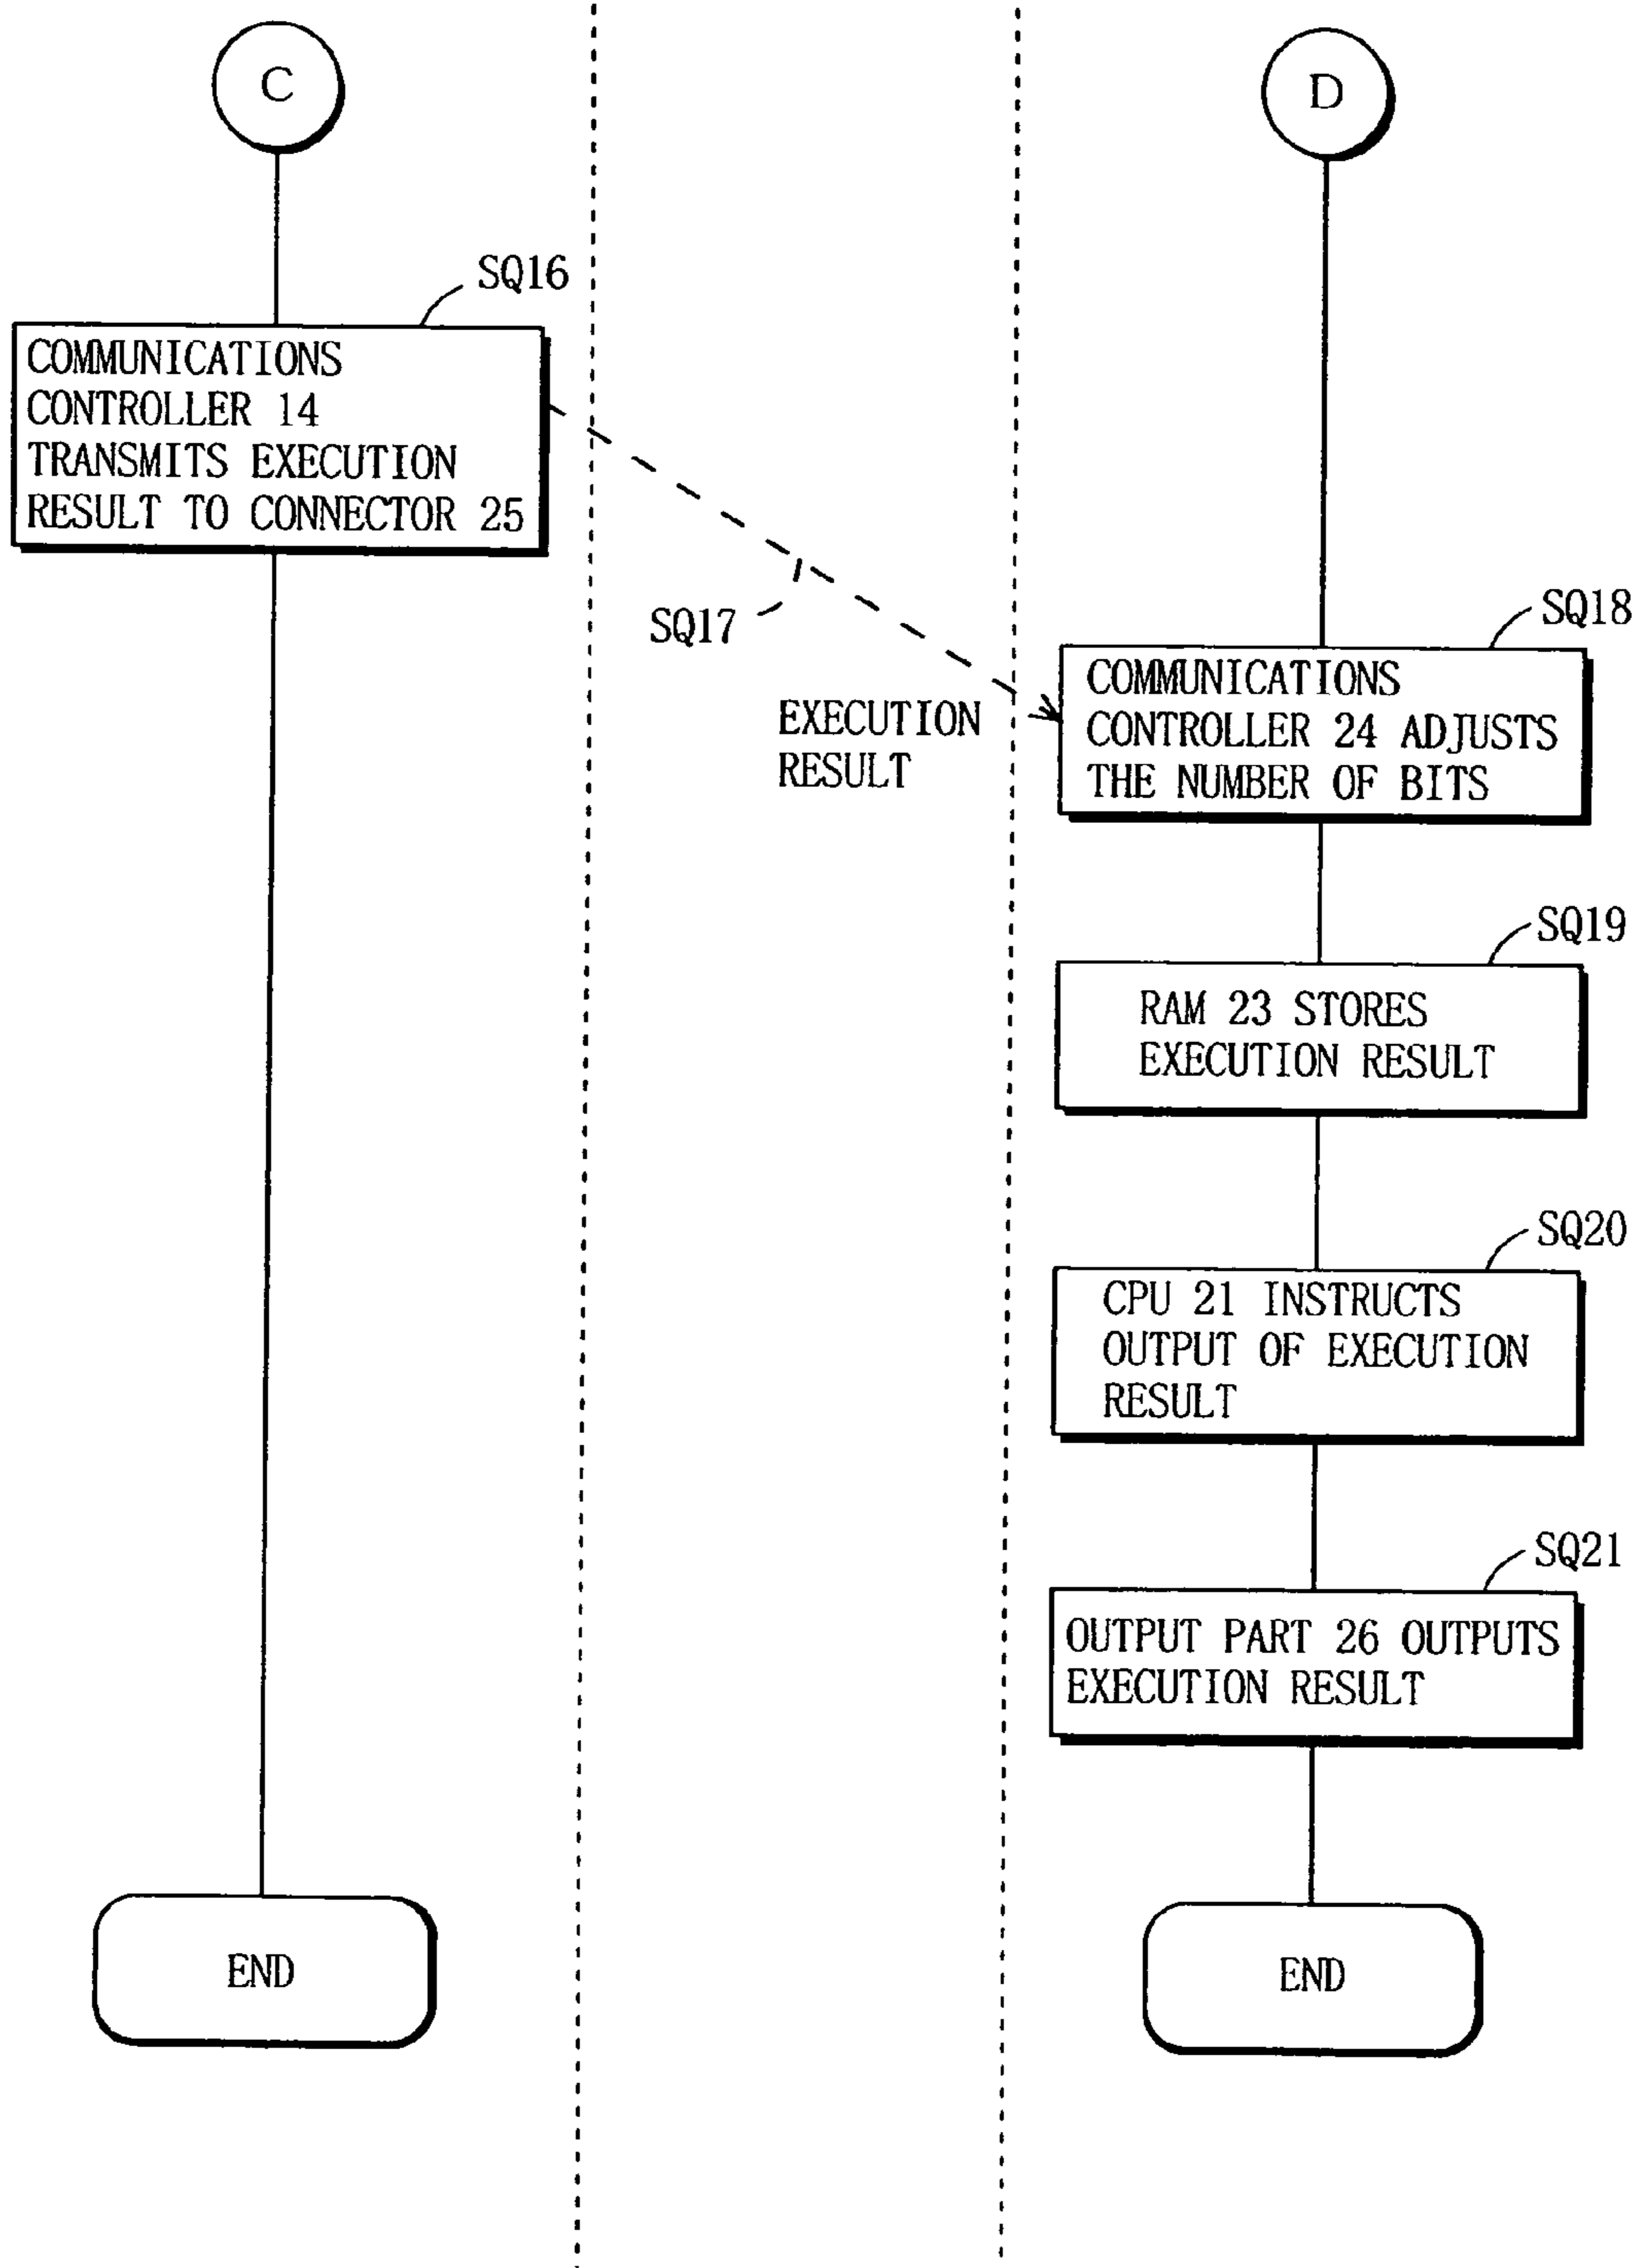 C
D
SQ16
COMMUNICATIONS
CONTROLLER 14
TRANSMITS EXECUTION
RESULT TO CONNECTOR 25
SQ17
EXECUTION
RESULT
SQ18
COMMUNICATIONS
CONTROLLER 24 ADJUSTS
THE NUMBER OF BITS
SQ19
RAM 23 STORES
EXECUTION RESULT
SQ20
CPU 21 INSTRUCTS
OUTPUT OF EXECUTION
RESULT
SQ21
OUTPUT PART 26 OUTPUTS
EXECUTION RESULT
END
END